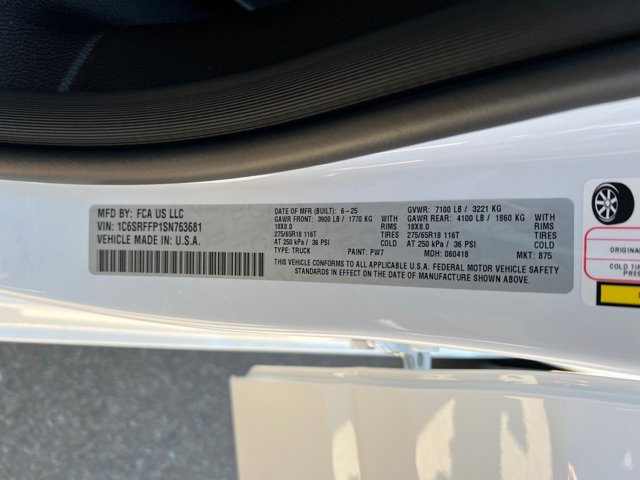 MFD BY: FCA US LLC
VIN: 1C6SRFFP1SN763681
VEHICLE MADE IN U.S.A.
DATE OF MFR (BUILT): 6-25 GVWR: 7100 LB / 3221 KG
GAWR FRONT: 3900 LB / 1770 KG WITH GAWR REAR: 4100 LB / 1860 KG WITH
18X8.0 RIMS 18X8.0 RIMS
275/65R18 116T TIRES 275/65R18 116T TIRES
AT 250 kPa / 36 PSI COLD AT 250 kPa / 36 PSI COLD
TYPE: TRUCK PAINT: PW7 MDH: 060418 MKT: 875
THIS VEHICLE CONFORMS TO ALL APPLICABLE U.S.A. FEDERAL MOTOR VEHICLE SAFETY
STANDARDS IN EFFECT ON THE DATE OF MANUFACTURE SHOWN ABOVE.
ORIGINAL
COLD